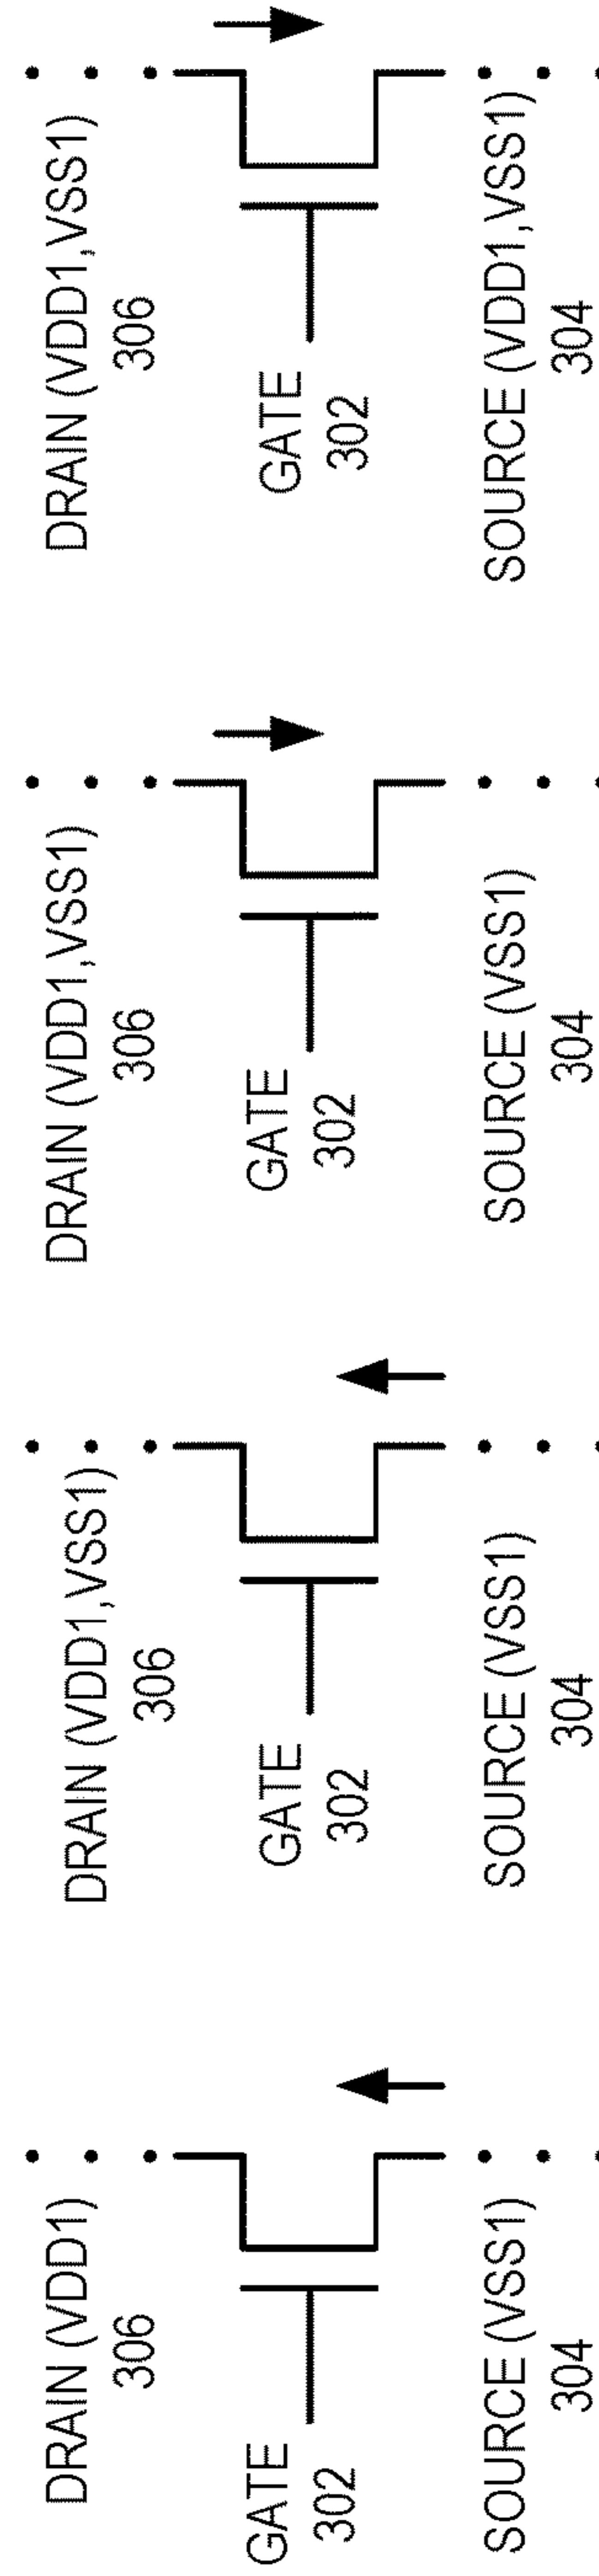 DRAIN (VDD1)
306
GATE
302
SOURCE (VSS1)
304
DRAIN (VDD1,VSS1)
306
GATE
302
SOURCE (VSS1)
304
DRAIN (VDD1,VSS1)
306
GATE
302
SOURCE (VSS1)
304
DRAIN (VDD1,VSS1)
306
GATE
302
SOURCE (VDD1,VSS1)
304